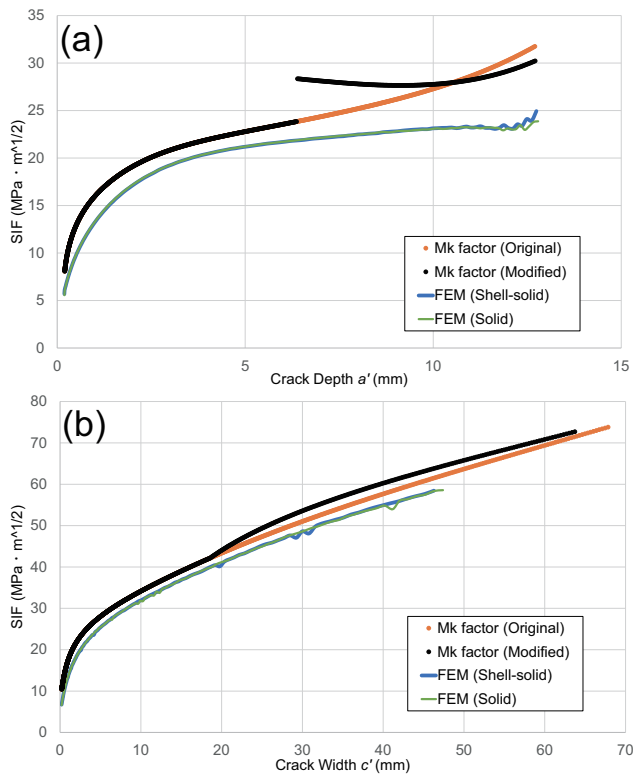 (a)
35
30
25
20
15
10
5
0
SIF (MPa・m^1/2)
Mk factor (Original)
Mk factor (Modified)
FEM (Shell-solid)
FEM (Solid)
0 5 10 15
Crack Depth a' (mm)
(b)
80
70
60
50
40
30
20
10
0
SIF (MPa・m^1/2)
Mk factor (Original)
Mk factor (Modified)
FEM (Shell-solid)
FEM (Solid)
0 10 20 30 40 50 60 70
Crack Width c' (mm)